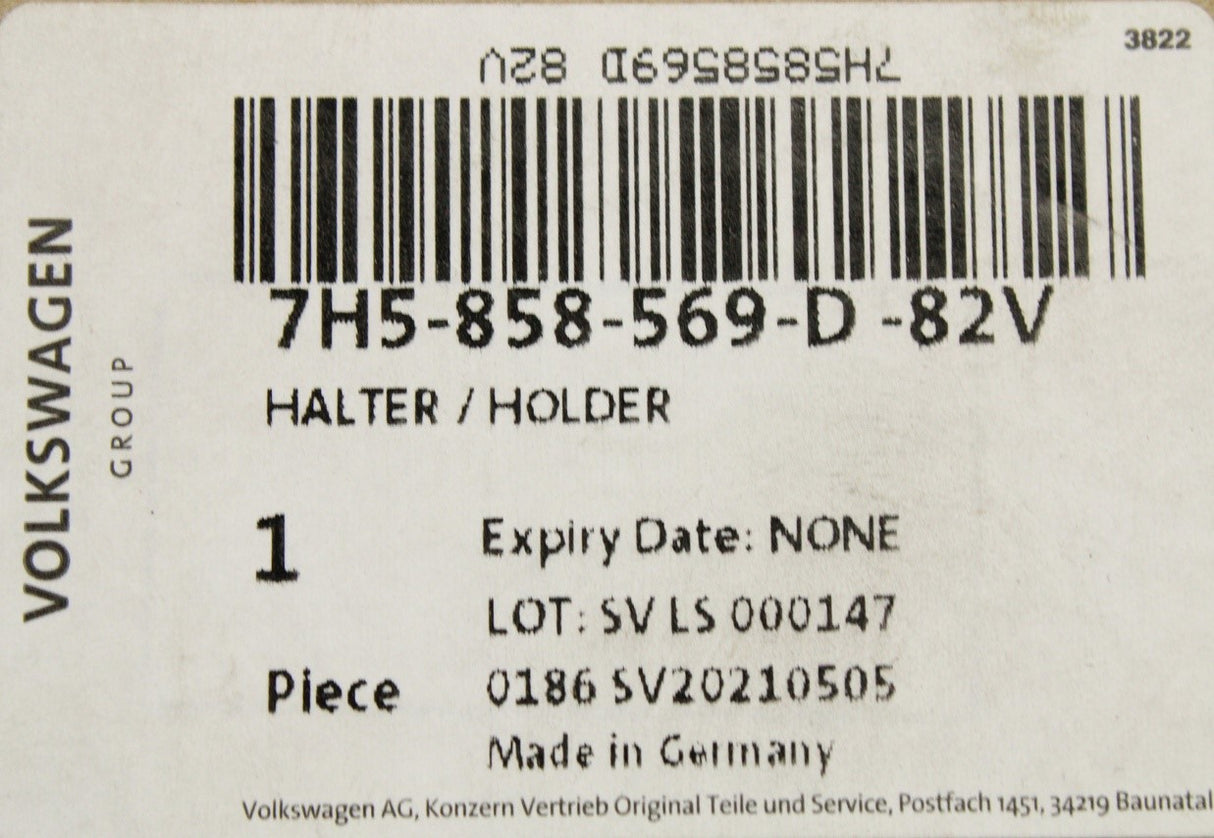 3822
7H5858569D 82V
7H5-858-569-D -82V
HALTER / HOLDER
VOLKSWAGEN
GROUP
1
Piece
Expiry Date: NONE
LOT: SV LS 000147
0186 SV20210505
Made in Germany
Volkswagen AG, Konzern Vertrieb Original Teile und Service, Postfach 1451, 34219 Baunatal